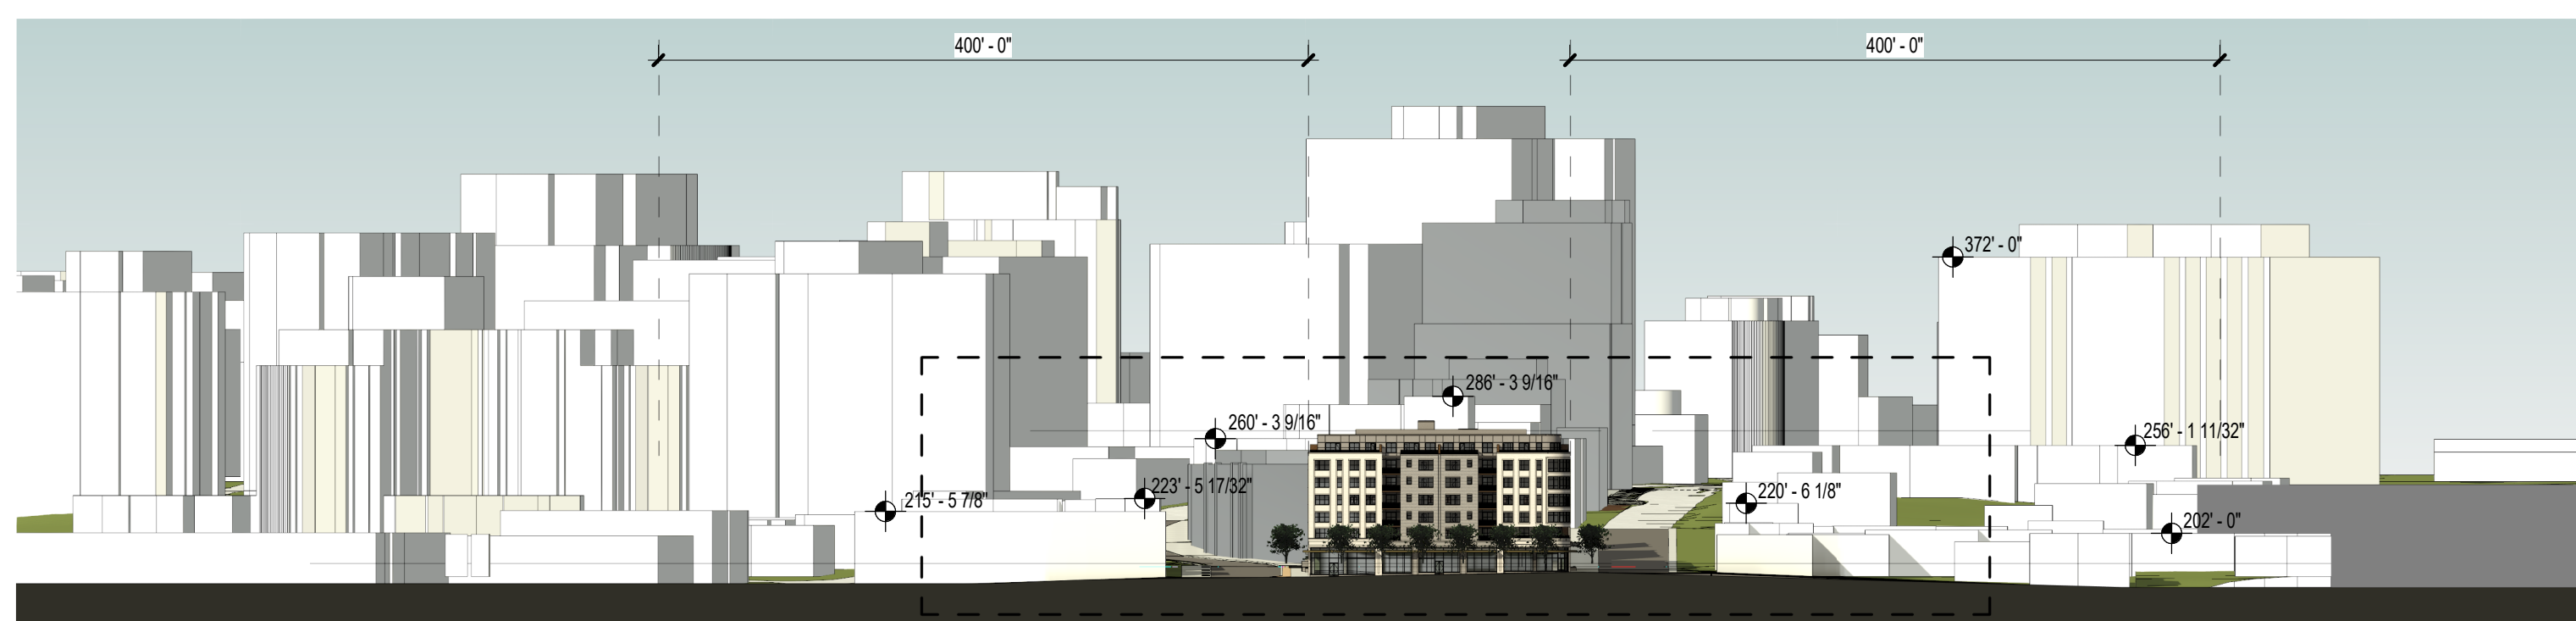 400' - 0"
400' - 0"
372' - 0"
286' - 3 9/16"
260' - 3 9/16"
256' - 1 11/32"
223' - 5 17/32"
215' - 5 7/8"
220' - 6 1/8"
202' - 0"